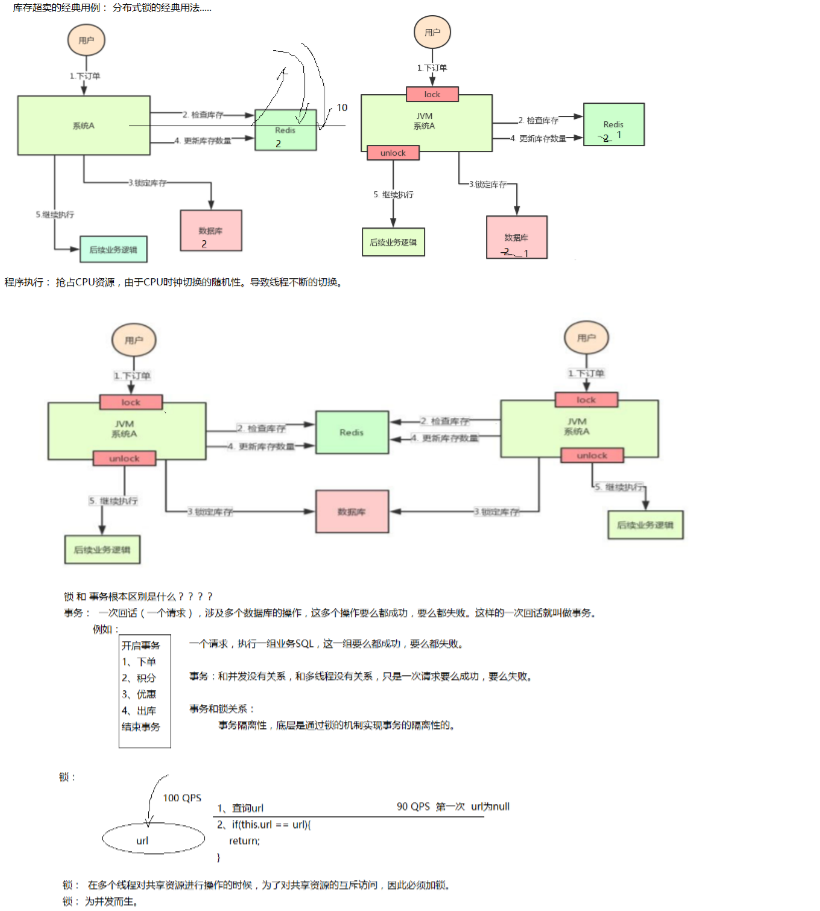 库存超卖的经典用例： 分布式锁的经典用法.....
用户
1.下订单
系统A
2. 检查库存
4. 更新库存数量
Redis
2
10
3.锁定库存
数据库
2
5.继续执行
后续业务逻辑
用户
1.下订单
lock
JVM
系统A
unlock
2. 检查库存
4. 更新库存数量
Redis
2 1
3.锁定库存
数据库
2 1
5. 继续执行
后续业务逻辑
程序执行： 抢占CPU资源，由于CPU时钟切换的随机性。导致线程不断的切换。
用户
1.下订单
lock
JVM
系统A
unlock
2. 检查库存
4. 更新库存数量
Redis
3.锁定库存
数据库
5. 继续执行
后续业务逻辑
用户
1.下订单
lock
JVM
系统A
unlock
2. 检查库存
4. 更新库存数量
3.锁定库存
5. 继续执行
后续业务逻辑
锁 和 事务根本区别是什么？？？？
事务： 一次回话（一个请求），涉及多个数据库的操作，这多个操作要么都成功，要么都失败。这样的一次回话就叫做事务。
例如：
开启事务
1、下单
2、积分
3、优惠
4、出库
结束事务
一个请求，执行一组业务SQL，这一组要么都成功，要么都失败。
事务：和并发没有关系，和多线程没有关系，只是一次请求要么成功，要么失败。
事务和锁关系：
事务隔离性，底层是通过锁的机制实现事务的隔离性的。
锁：
100 QPS
url
1、查询url
90 QPS 第一次 url为null
2、if(this.url == url){
return;
}
锁： 在多个线程对共享资源进行操作的时候，为了对共享资源的互斥访问，因此必须加锁。
锁： 为并发而生。